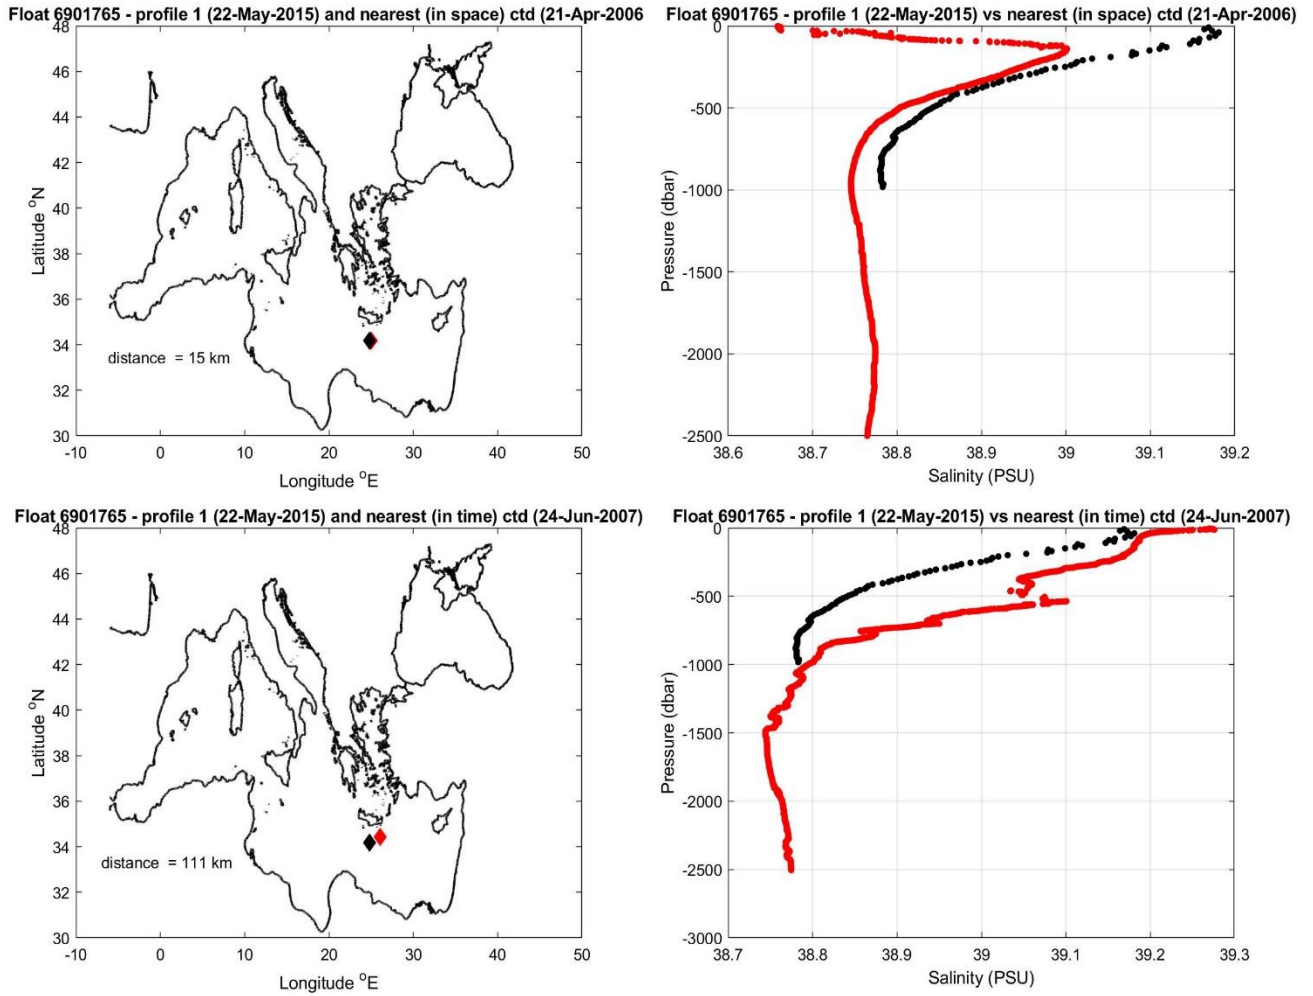 Float 6901765 - profile 1 (22-May-2015) and nearest (in space) ctd (21-Apr-2006
48
46
44
42
40
38
36
34
32
30
Latitude °N
distance = 15 km
-10 0 10 20 30 40 50
Longitude °E
Float 6901765 - profile 1 (22-May-2015) vs nearest (in space) ctd (21-Apr-2006)
0
-500
-1000
-1500
-2000
-2500
Pressure (dbar)
38.6 38.7 38.8 38.9 39 39.1 39.2
Salinity (PSU)
Float 6901765 - profile 1 (22-May-2015) and nearest (in time) ctd (24-Jun-2007)
48
46
44
42
40
38
36
34
32
30
Latitude °N
distance = 111 km
-10 0 10 20 30 40 50
Longitude °E
Float 6901765 - profile 1 (22-May-2015) vs nearest (in time) ctd (24-Jun-2007)
0
-500
-1000
-1500
-2000
-2500
-3000
Pressure (dbar)
38.7 38.8 38.9 39 39.1 39.2 39.3
Salinity (PSU)